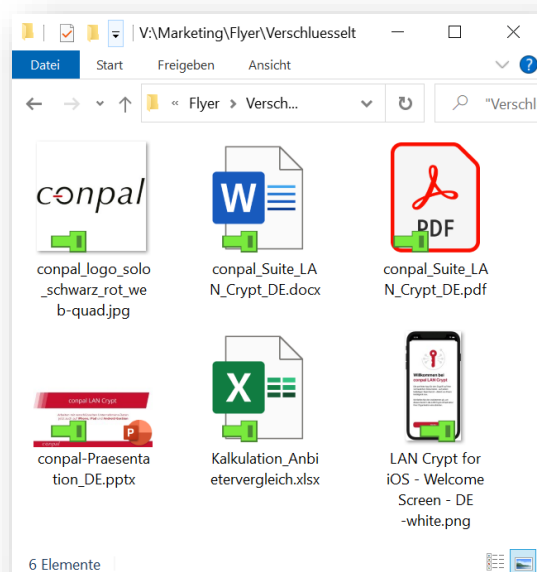 V:\Marketing\Flyer\Verschluesselt
Datei Start Freigeben Ansicht
« Flyer > Versch... "Verschl
conpal
W
PDF
conpal_logo_solo
_schwarz_rot_we
b-quad.jpg
conpal_Suite_LA
N_Crypt_DE.docx
conpal_Suite_LA
N_Crypt_DE.pdf
conpal LAN Crypt
P
conpal
X
Willkommen bei
conpal LAN Crypt
conpal-Praesenta
tion_DE.pptx
Kalkulation_Anbi
etervergleich.xlsx
LAN Crypt for
iOS - Welcome
Screen - DE
-white.png
6 Elemente